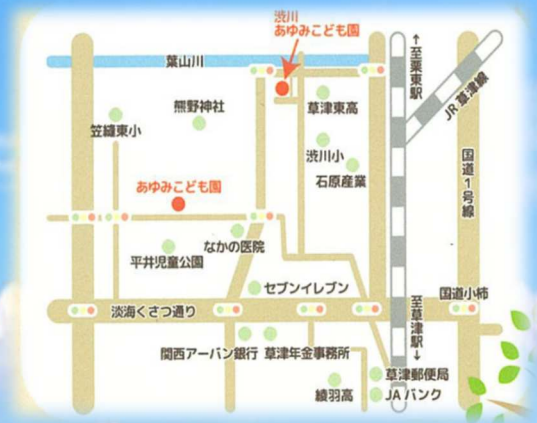 渋川
あゆみこども園
葉山川
↑至栗東駅
JR 草津線
熊野神社
草津東高
笠縫東小
渋川小
石原産業
国道1号線
あゆみこども園
なかの医院
平井児童公園
セブンイレブン
国道小柿
淡海くさつ通り
至草津駅↓
関西アーバン銀行
草津年金事務所
草津郵便局
綾羽高
JAバンク